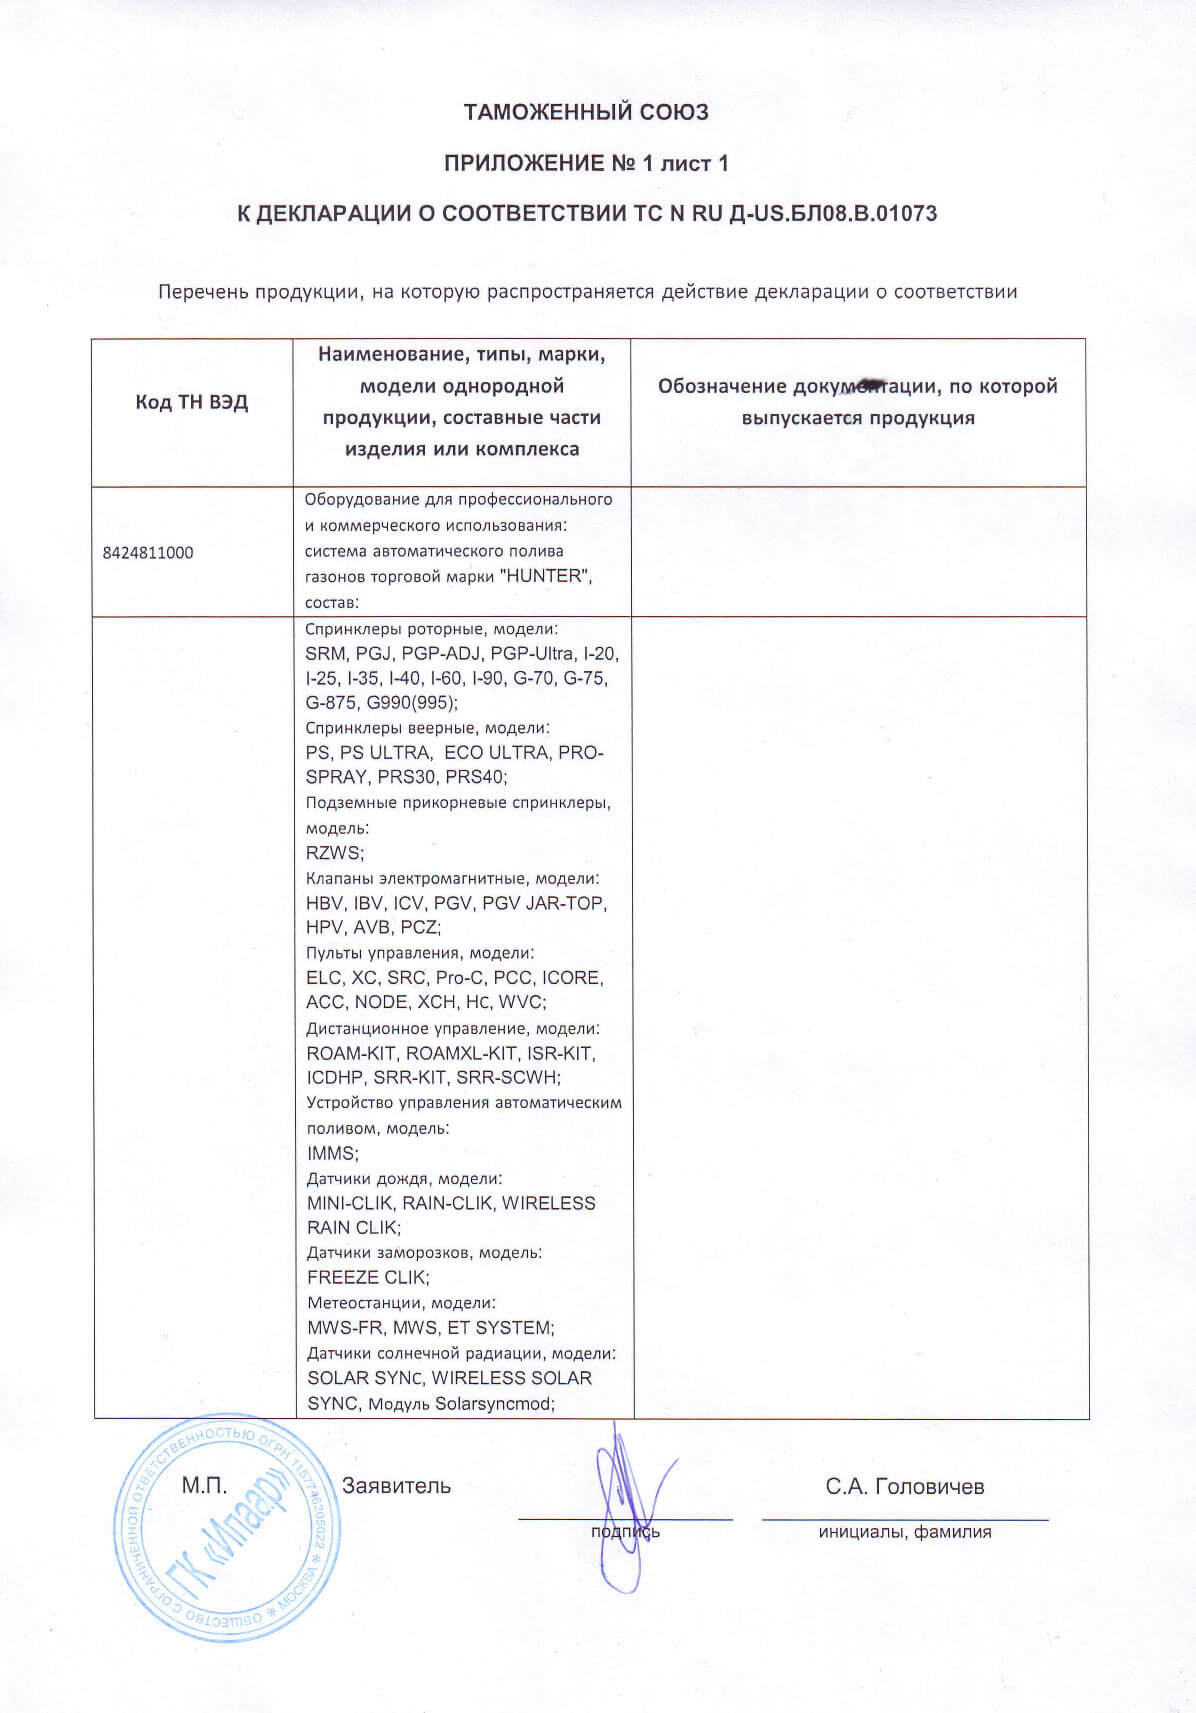 ТАМОЖЕННЫЙ СОЮЗ
ПРИЛОЖЕНИЕ № 1 лист 1
К ДЕКЛАРАЦИИ О СООТВЕТСТВИИ ТС N RU Д-US.БЛ08.В.01073
Перечень продукции, на которую распространяется действие декларации о соответствии
Код ТН ВЭД
Наименование, типы, марки,
модели однородной
продукции, составные части
изделия или комплекса
Обозначение документации, по которой
выпускается продукция
8424811000
Оборудование для профессионального
и коммерческого использования:
система автоматического полива
газонов торговой марки "HUNTER",
состав:
Спринклеры роторные, модели:
SRM, PGJ, PGP-ADJ, PGP-Ultra, I-20,
I-25, I-35, I-40, I-60, I-90, G-70, G-75,
G-875, G990(995);
Спринклеры веерные, модели:
PS, PS ULTRA, ECO ULTRA, PRO-
SPRAY, PRS30, PRS40;
Подземные прикорневые спринклеры,
модель:
RZWS;
Клапаны электромагнитные, модели:
HBV, IBV, ICV, PGV, PGV JAR-TOP,
HPV, AVB, PCZ;
Пульты управления, модели:
ELC, XC, SRC, Pro-C, PCC, ICORE,
ACC, NODE, XCH, Hc, WVC;
Дистанционное управление, модели:
ROAM-KIT, ROAMXL-KIT, ISR-KIT,
ICDHP, SRR-KIT, SRR-SCWH;
Устройство управления автоматическим
поливом, модель:
IMMS;
Датчики дождя, модели:
MINI-CLIK, RAIN-CLIK, WIRELESS
RAIN CLIK;
Датчики заморозков, модель:
FREEZE CLIK;
Метеостанции, модели:
MWS-FR, MWS, ET SYSTEM;
Датчики солнечной радиации, модели:
SOLAR SYNC, WIRELESS SOLAR
SYNC, Модуль Solarsyncmod;
М.П.
Заявитель
С.А. Головичев
подпись
инициалы, фамилия
ОБЩЕСТВО С ОГРАНИЧЕННОЙ ОТВЕТСТВЕННОСТЬЮ ОГРН 1157746205022 * МОСКВА *
ГК «Ипаар»